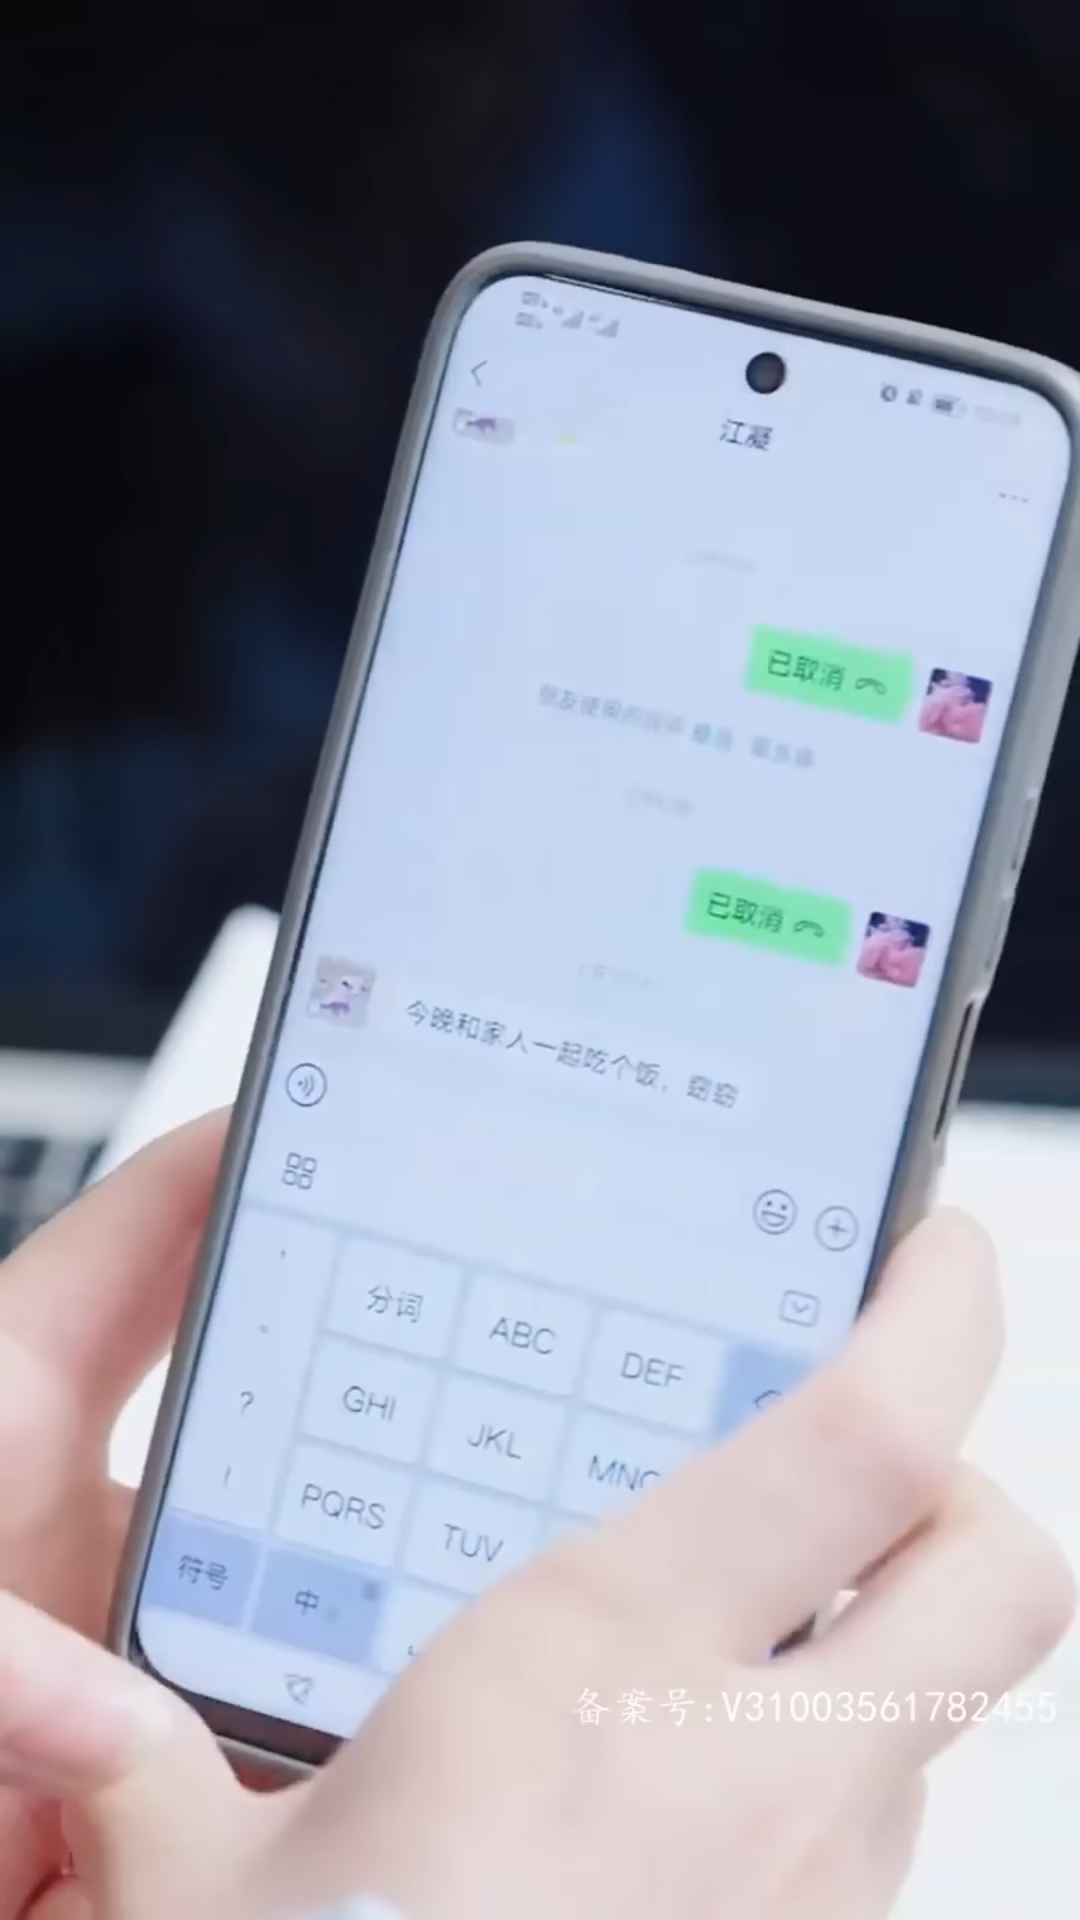 江凝
已取消
已取消
今晚和家人一起吃个饭，窈窈
分词
ABC
DEF
GHI
JKL
MNO
PQRS
TUV
?
!
符号
中
备案号:V31003561782455